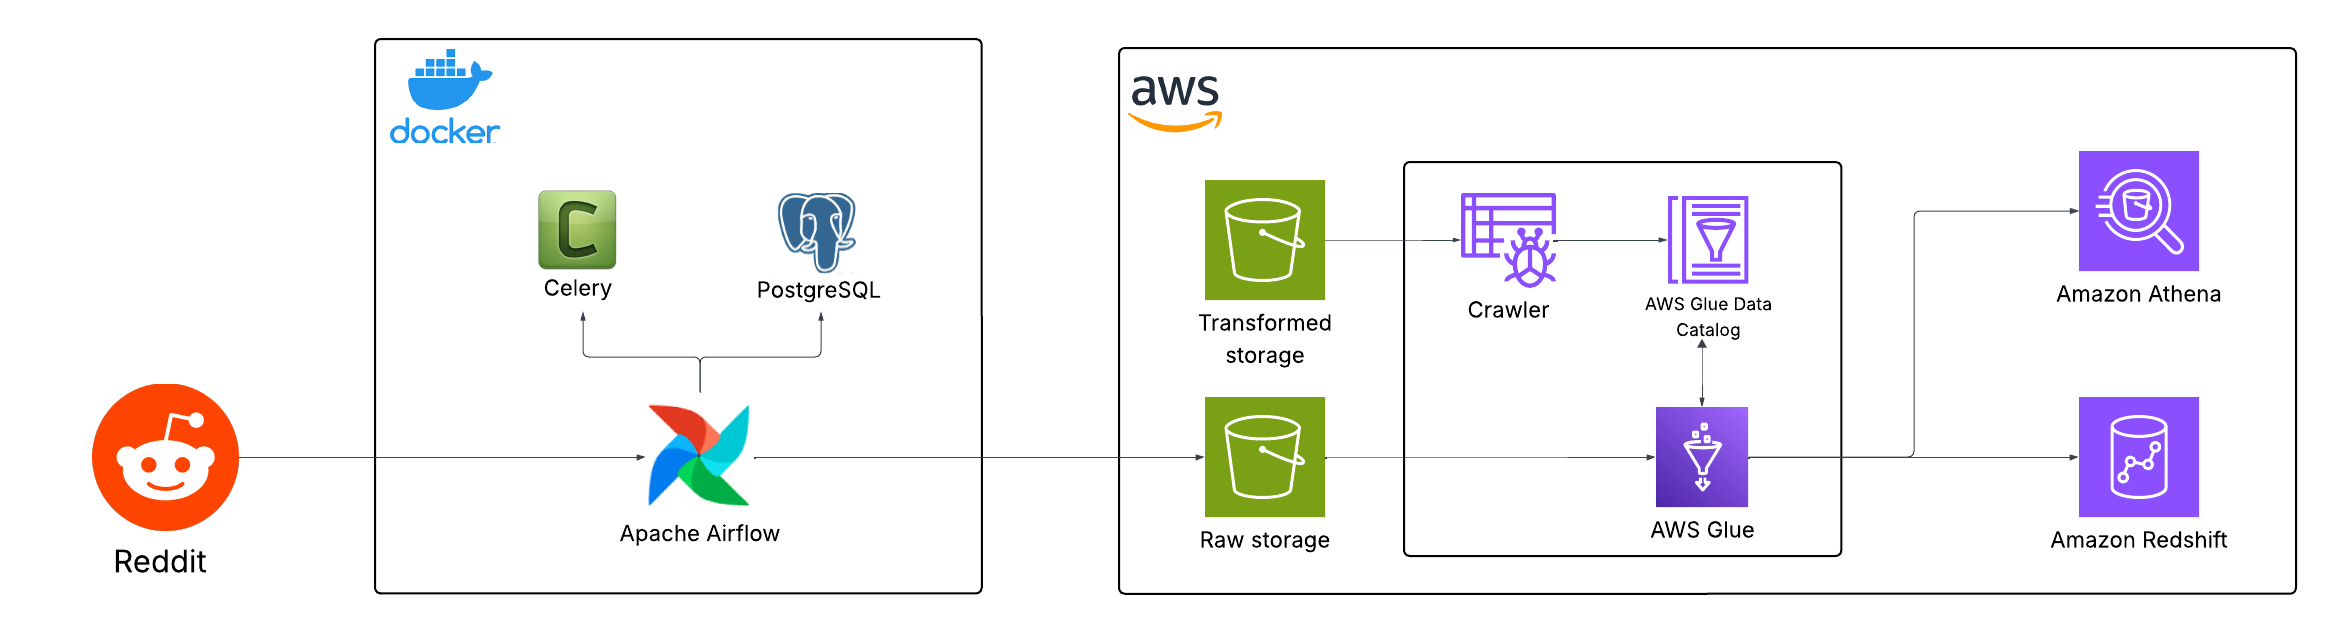 docker
aws
Celery
PostgreSQL
Apache Airflow
Reddit
Transformed
storage
Raw storage
Crawler
AWS Glue Data
Catalog
AWS Glue
Amazon Athena
Amazon Redshift